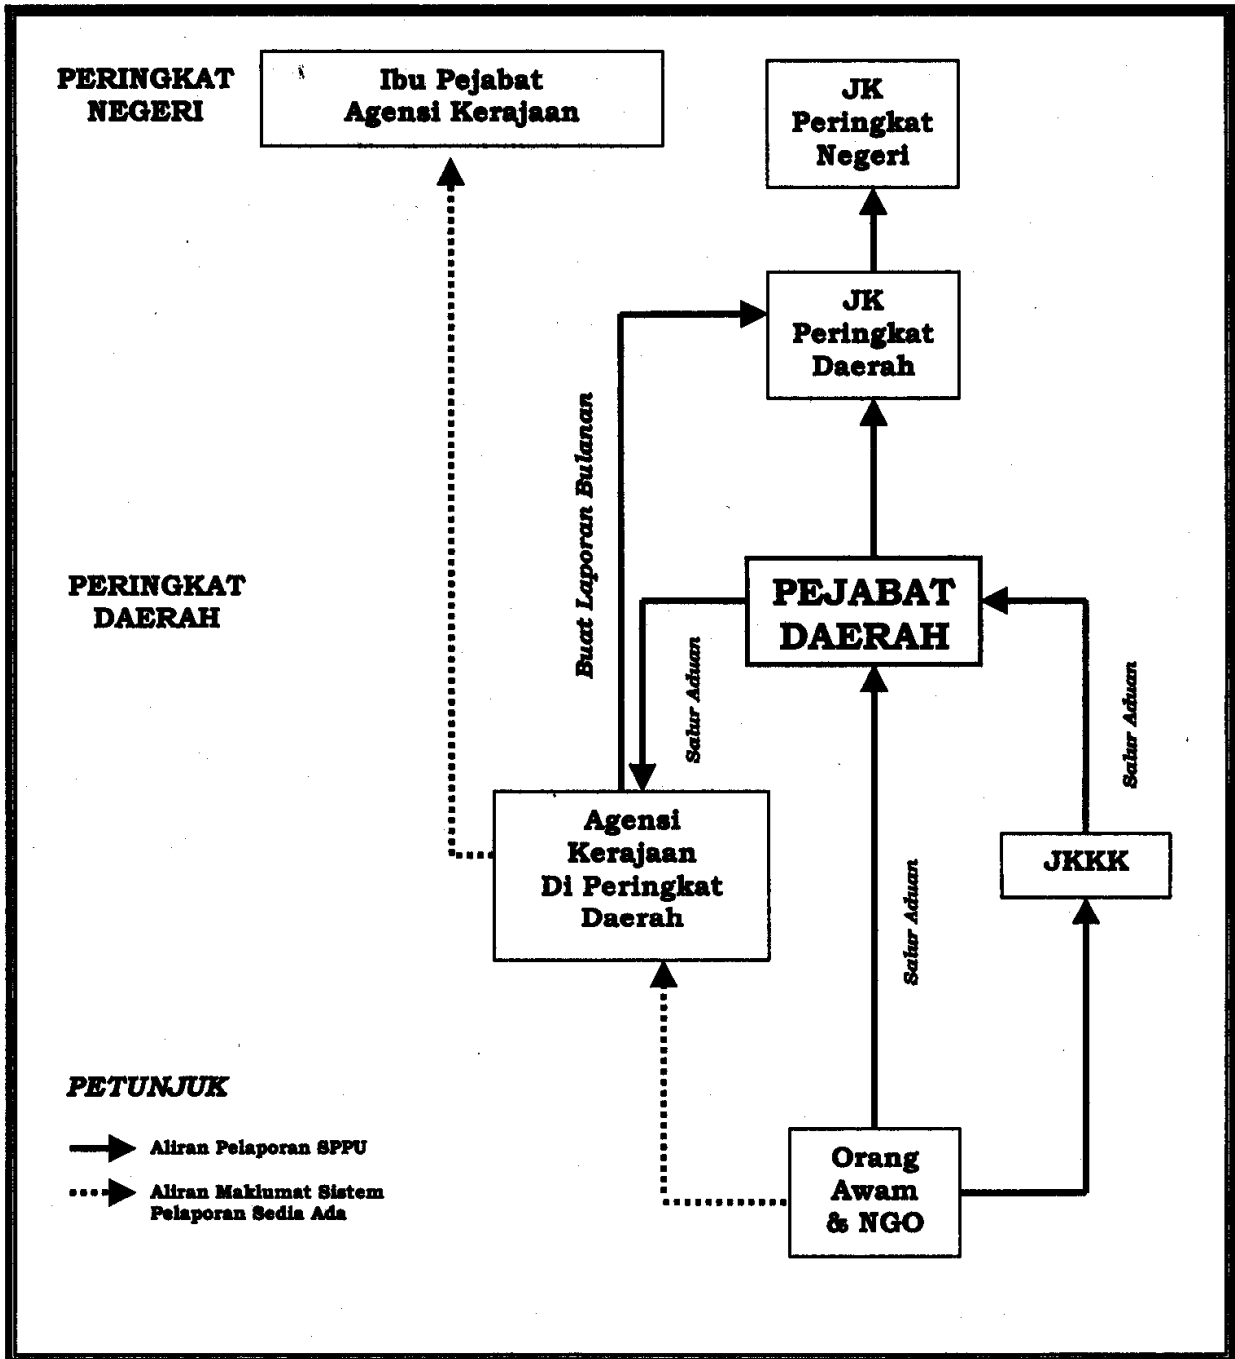 PERINGKAT
NEGERI
Ibu Pejabat
Agensi Kerajaan
JK
Peringkat
Negeri
JK
Peringkat
Daerah
Buat Laporan Bulanan
PERINGKAT
DAERAH
PEJABAT
DAERAH
Salur Aduan
Salur Aduan
Agensi
Kerajaan
Di Peringkat
Daerah
JKKK
Salur Aduan
PETUNJUK
Aliran Pelaporan SPPU
Aliran Maklumat Sistem
Pelaporan Sedia Ada
Orang
Awam
& NGO